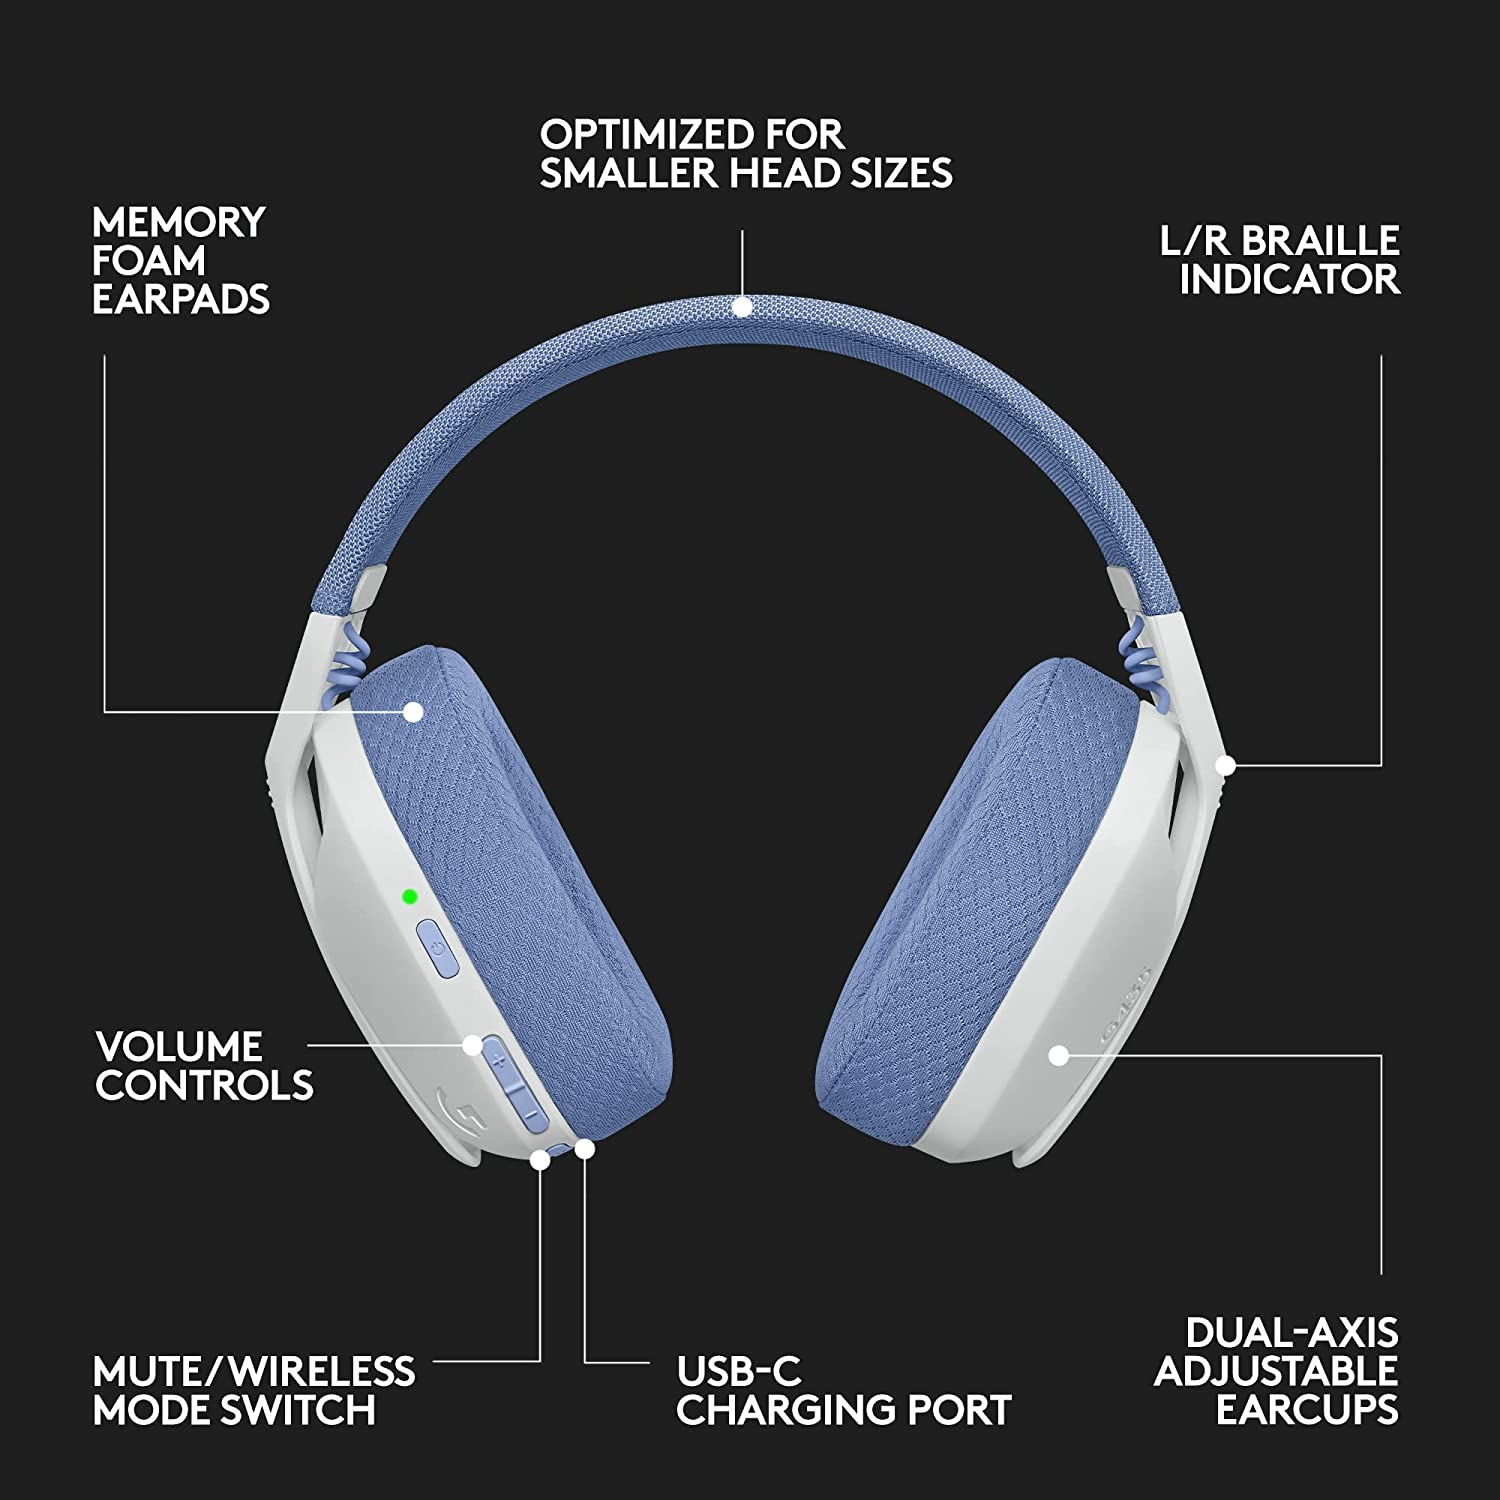 OPTIMIZED FOR
SMALLER HEAD SIZES
MEMORY
FOAM
EARPADS
L/R BRAILLE
INDICATOR
G435
VOLUME
CONTROLS
+
-
MUTE/WIRELESS
MODE SWITCH
USB-C
CHARGING PORT
DUAL-AXIS
ADJUSTABLE
EARCUPS